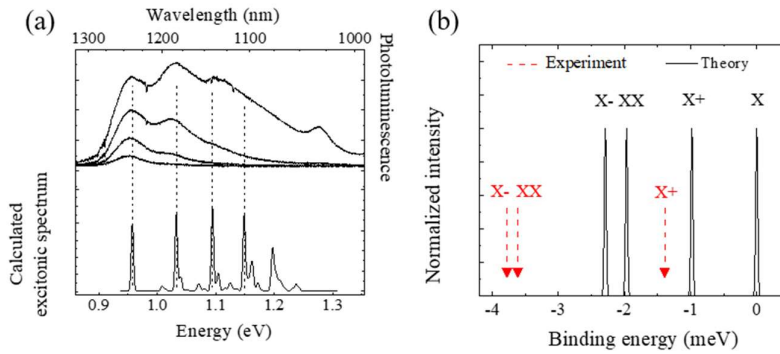 (a)
Wavelength (nm)
1300 1200 1100 1000
Photoluminescence
Calculated
excitonic spectrum
0.9 1.0 1.1 1.2 1.3
Energy (eV)
(b)
Experiment Theory
X- XX X+ X
X- XX X+
Normalized intensity
-4 -3 -2 -1 0
Binding energy (meV)